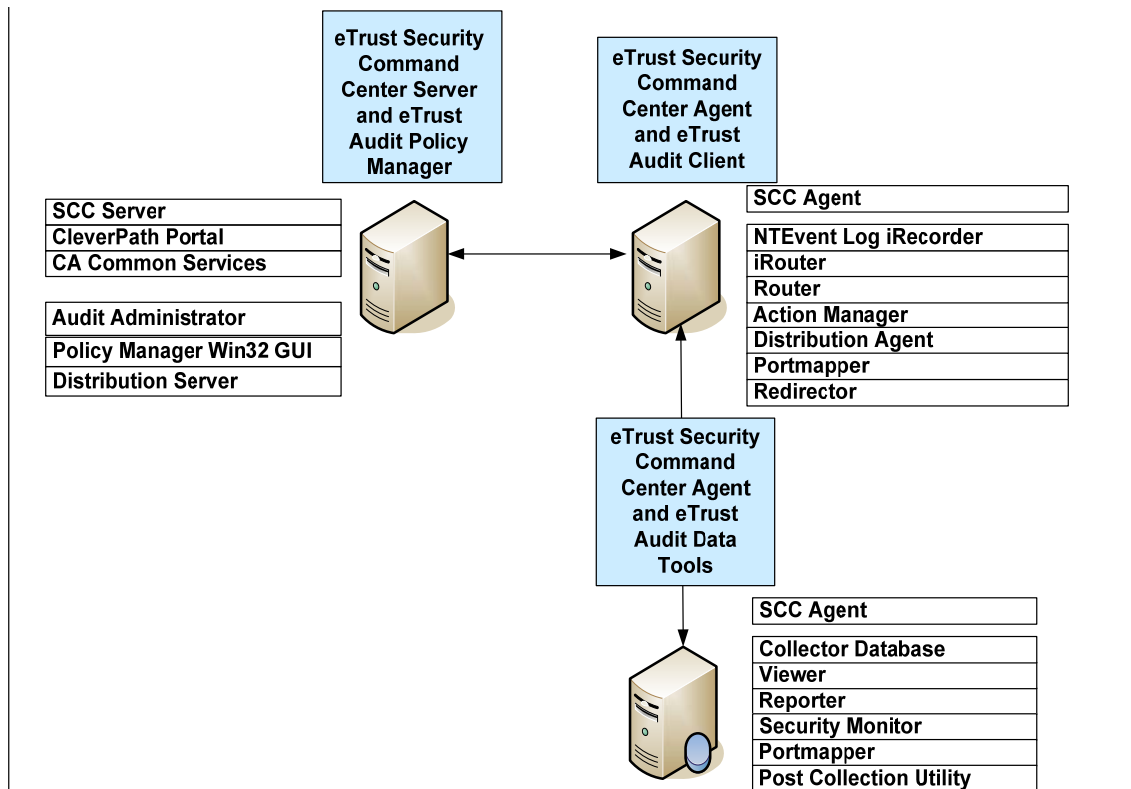 eTrust Security
Command
Center Server
and eTrust
Audit Policy
Manager
eTrust Security
Command
Center Agent
and eTrust
Audit Client
SCC Server
CleverPath Portal
CA Common Services
Audit Administrator
Policy Manager Win32 GUI
Distribution Server
SCC Agent
NTEvent Log iRecorder
iRouter
Router
Action Manager
Distribution Agent
Portmapper
Redirector
eTrust Security
Command
Center Agent
and eTrust
Audit Data
Tools
SCC Agent
Collector Database
Viewer
Reporter
Security Monitor
Portmapper
Post Collection Utility